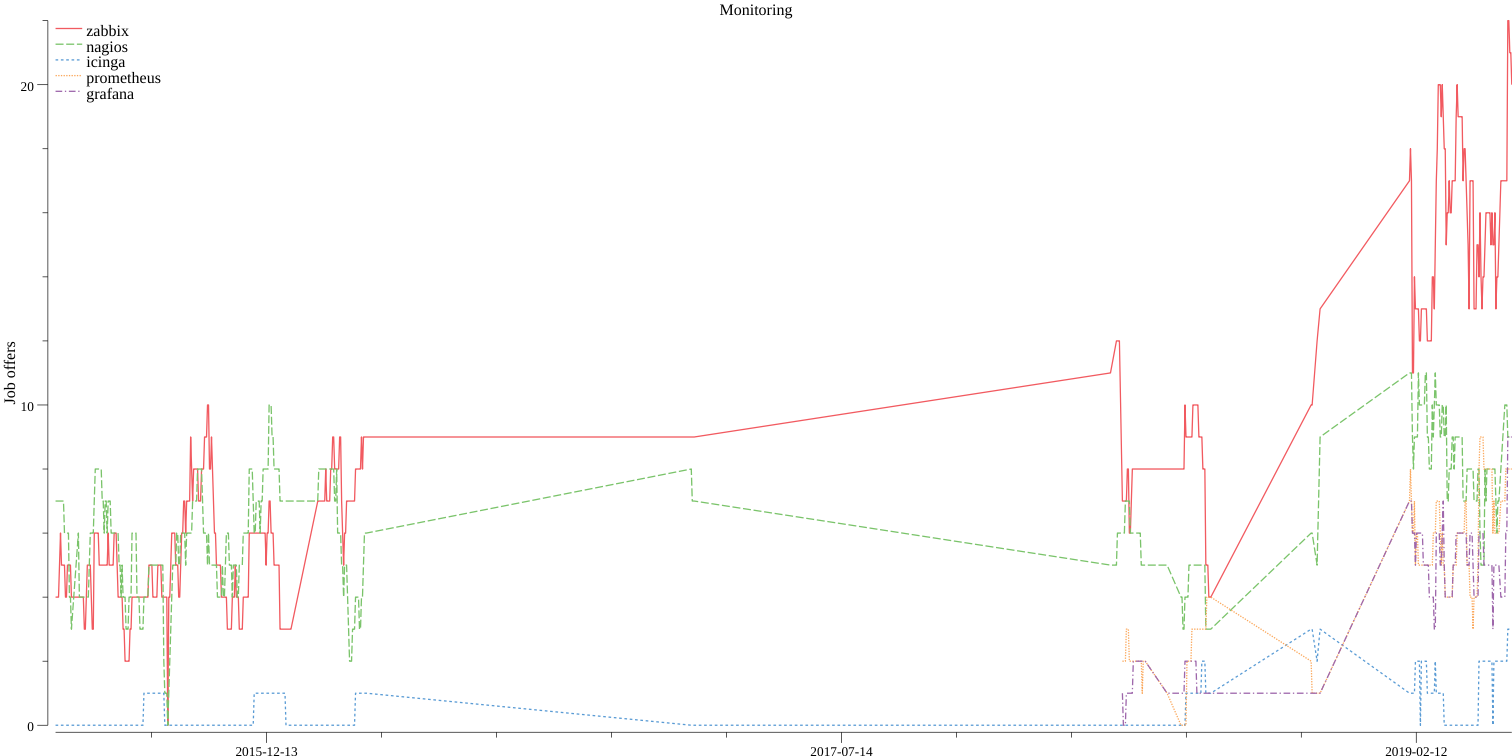 Monitoring
zabbix
nagios
icinga
prometheus
grafana
20
10
0
Job offers
2015-12-13
2017-07-14
2019-02-12